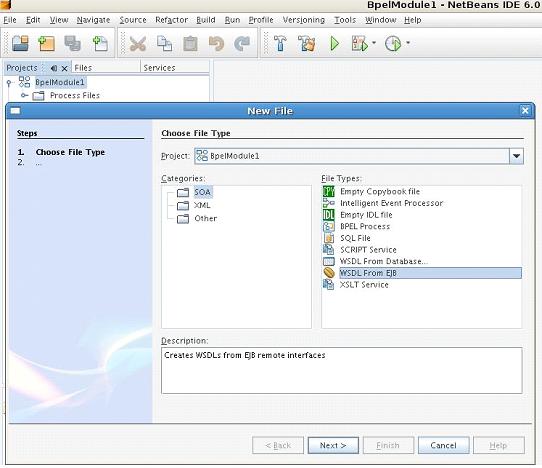 BpelModule1 - NetBeans IDE 6.0
File Edit View Navigate Source Refactor Build Run Profile Versioning Tools Window Help
Projects Files Services
BpelModule1
Process Files
New File
Steps
1. Choose File Type
2. ...
Choose File Type
Project: BpelModule1
Categories:
SOA
XML
Other
File Types:
CPY Empty Copybook file
Intelligent Event Processor
IDL Empty IDL file
BPEL Process
SQL File
SCRIPT Service
WSDL From Database...
WSDL From EJB
XSLT Service
Description:
Creates WSDLs from EJB remote interfaces
< Back Next > Finish Cancel Help